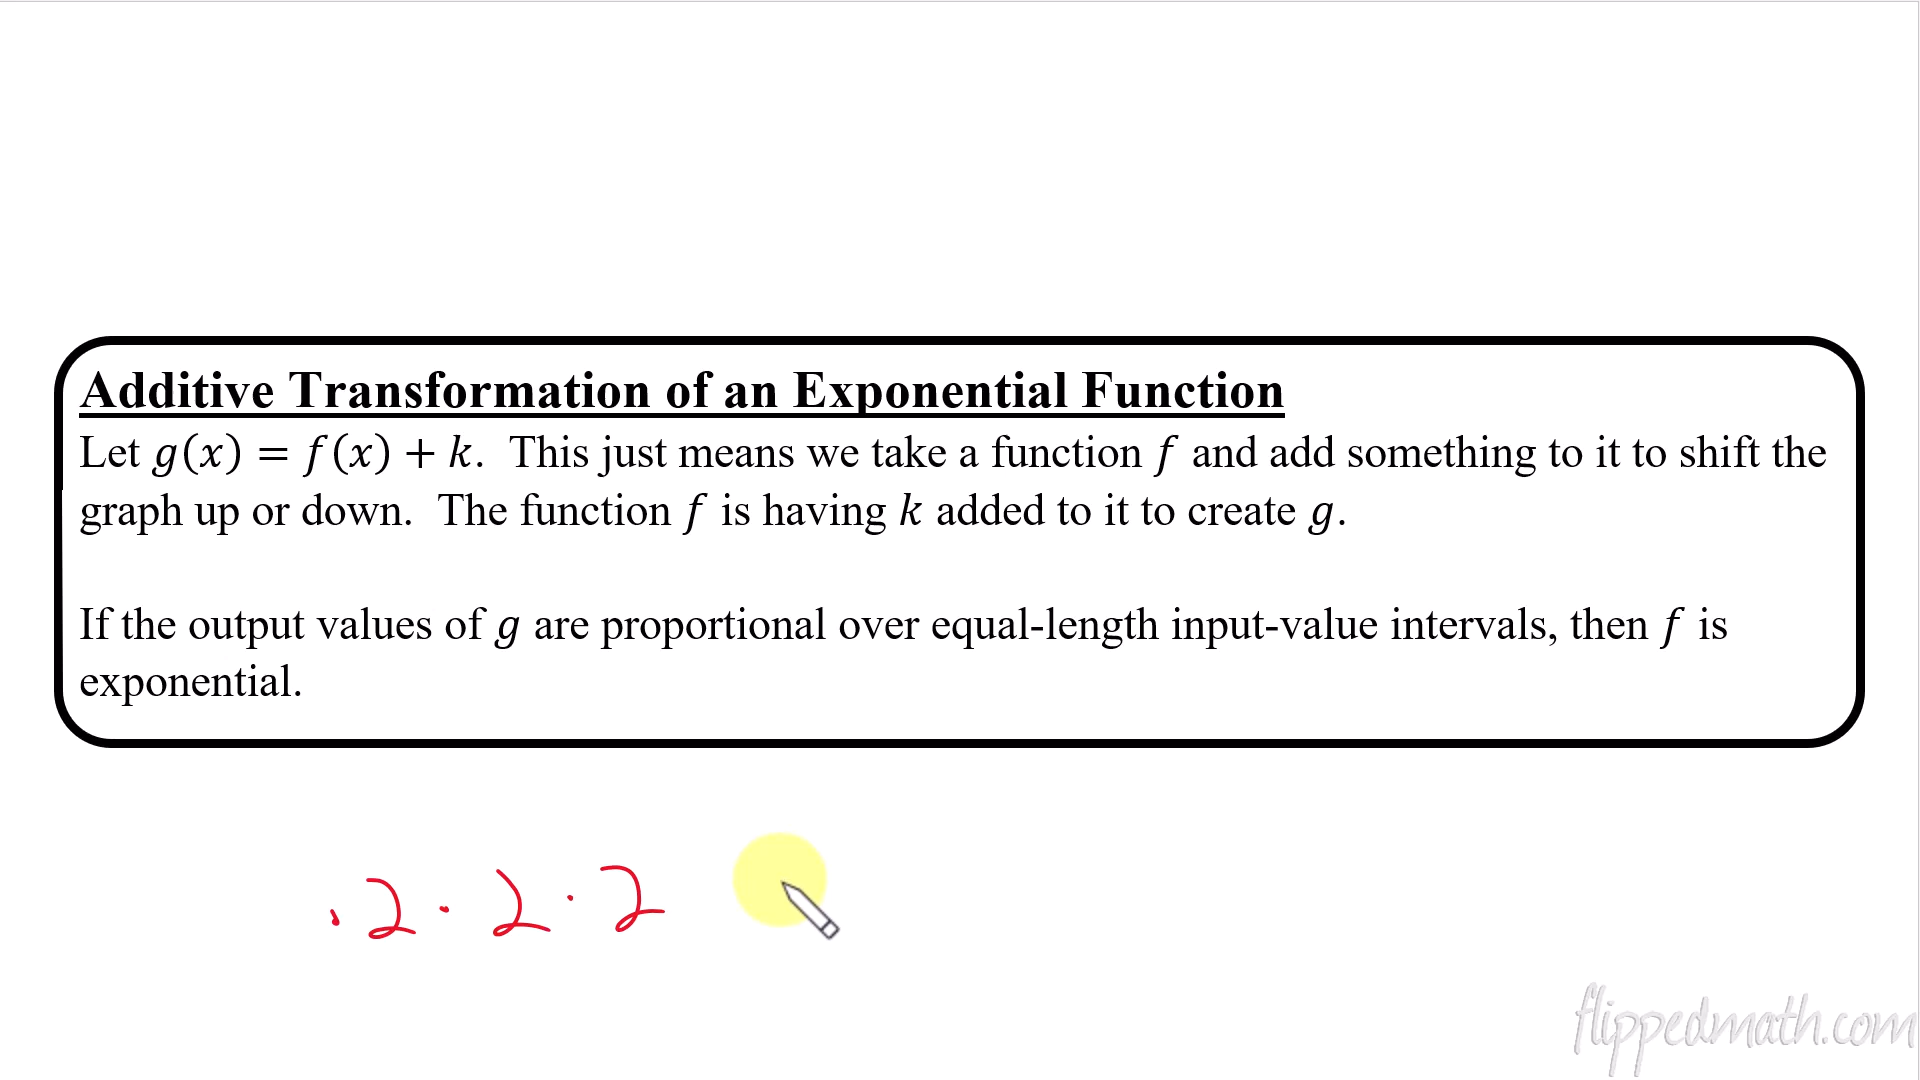 Additive Transformation of an Exponential Function
Let g(x) = f(x) + k.  This just means we take a function f and add something to it to shift the
graph up or down.  The function f is having k added to it to create g.
If the output values of g are proportional over equal-length input-value intervals, then f is
exponential.
·2·2·2
flippedmath.com